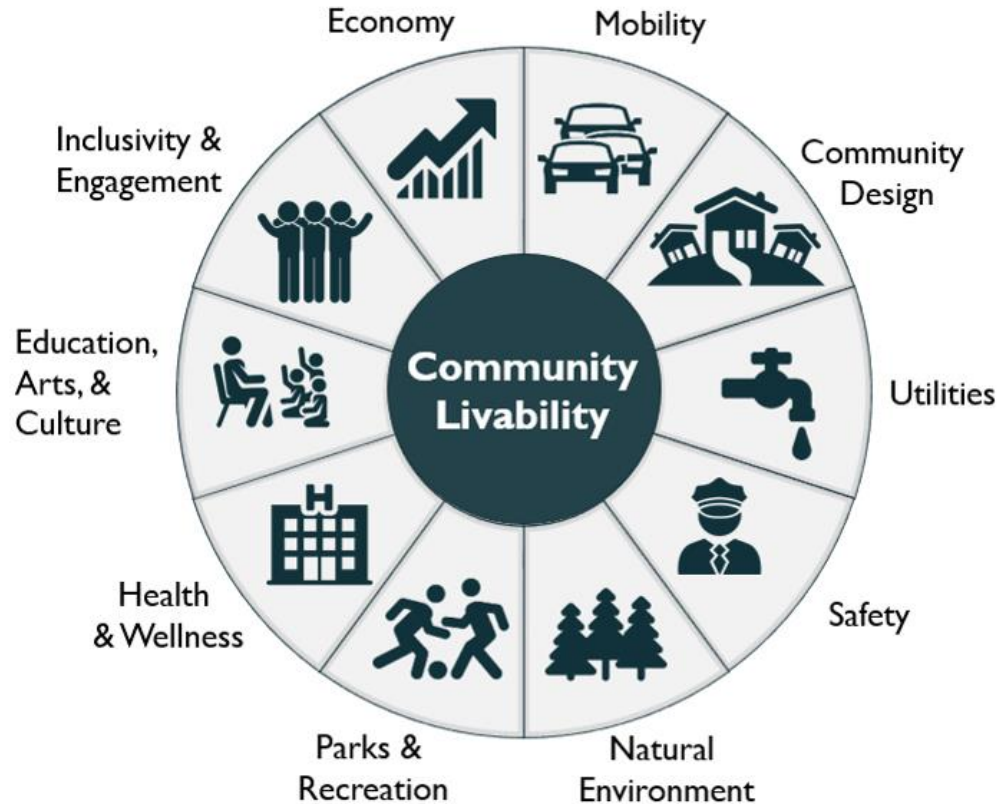 Economy
Mobility
Inclusivity &
Engagement
Community
Design
Education,
Arts, &
Culture
Community
Livability
Utilities
H
Health
& Wellness
Safety
Parks &
Recreation
Natural
Environment